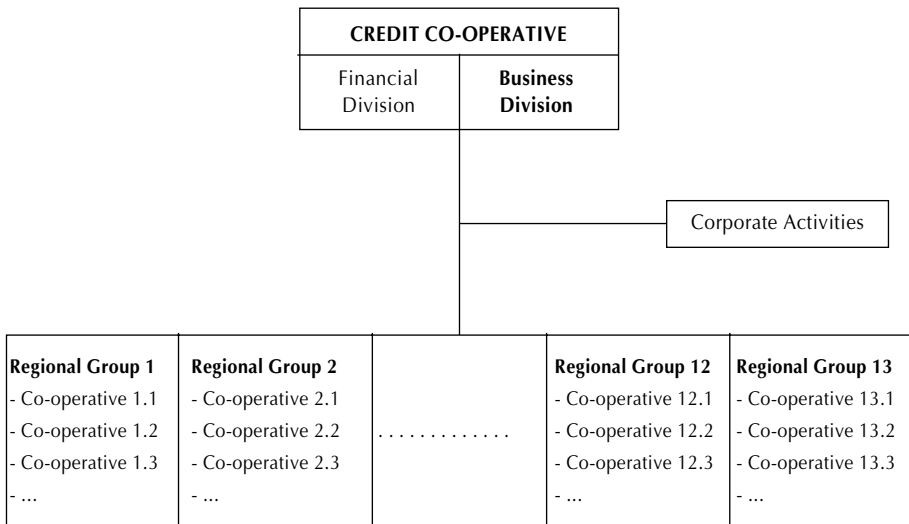 CREDIT CO-OPERATIVE
Financial
Division
Business
Division
Corporate Activities
Regional Group 1
- Co-operative 1.1
- Co-operative 1.2
- Co-operative 1.3
- ...
Regional Group 2
- Co-operative 2.1
- Co-operative 2.2
- Co-operative 2.3
- ...
. . . . . . . . . . . . .
Regional Group 12
- Co-operative 12.1
- Co-operative 12.2
- Co-operative 12.3
- ...
Regional Group 13
- Co-operative 13.1
- Co-operative 13.2
- Co-operative 13.3
- ...